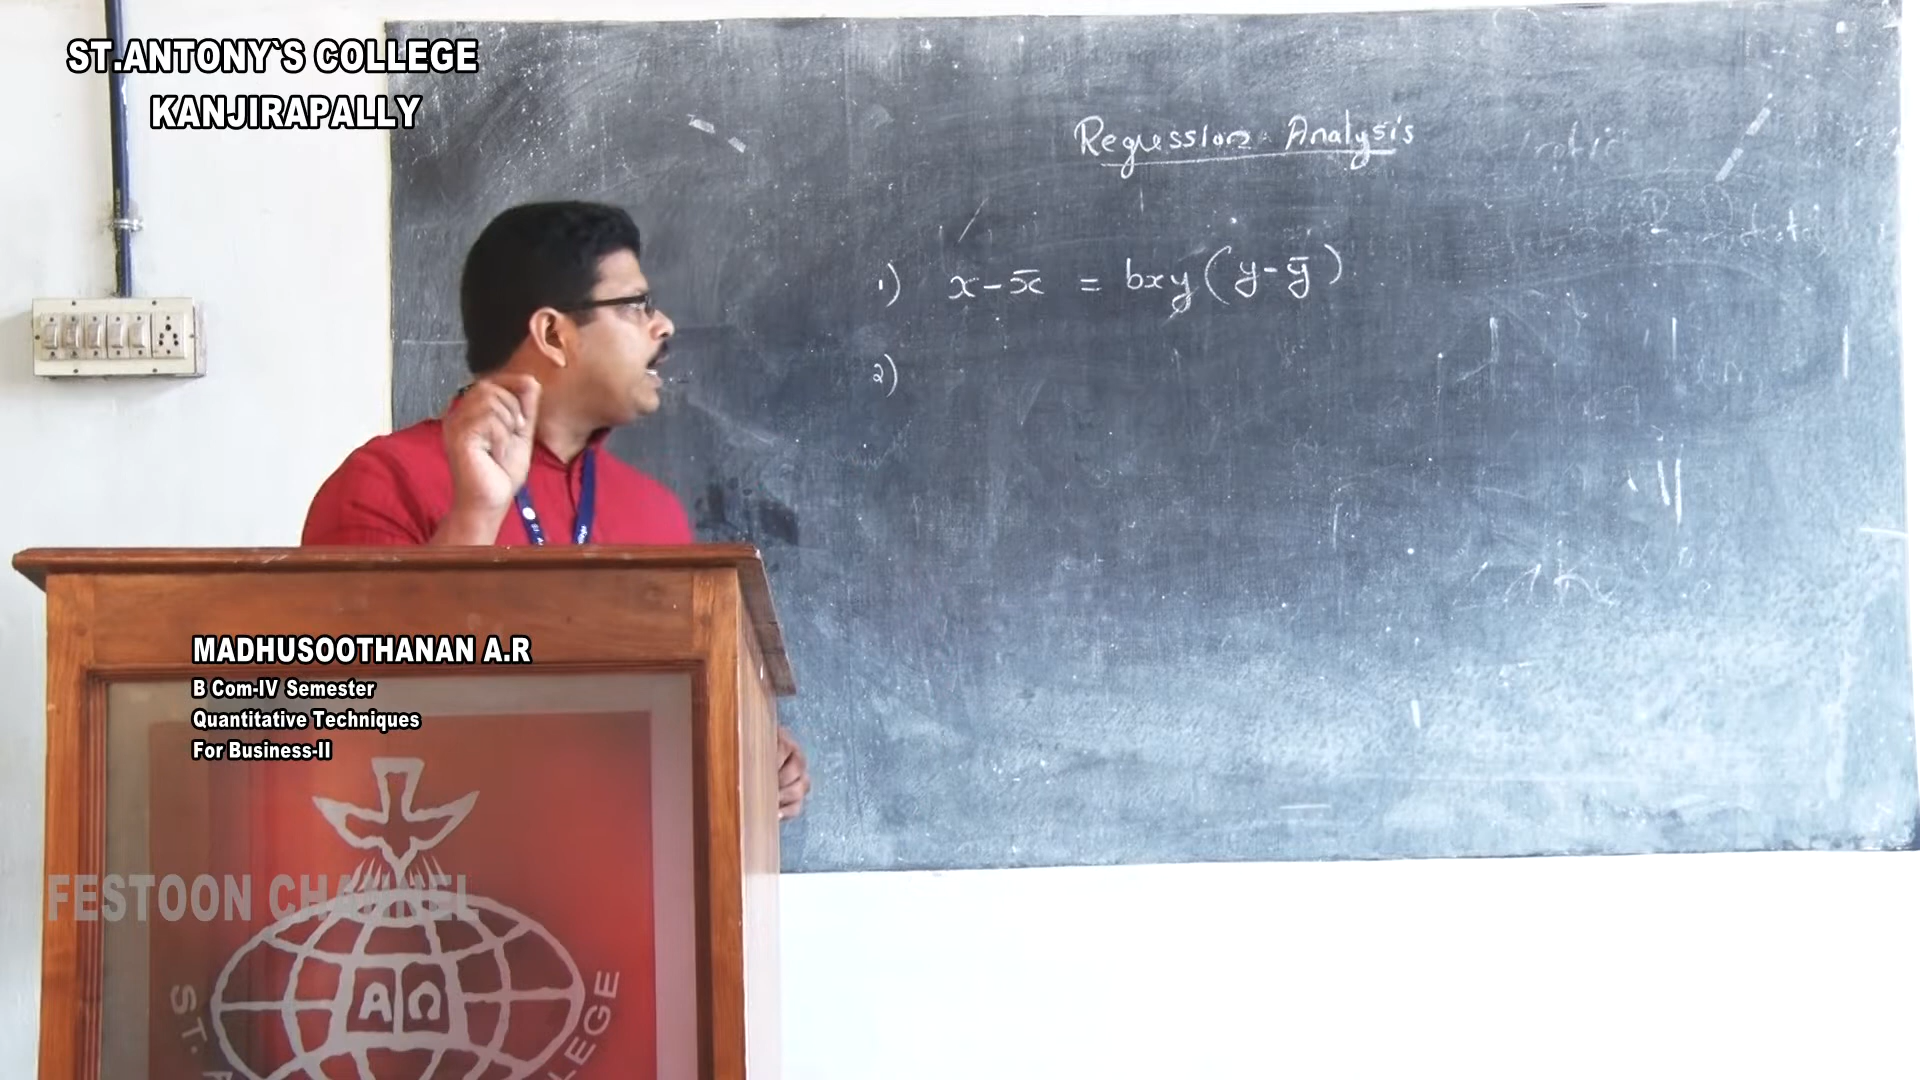 ST.ANTONY`S COLLEGE
KANJIRAPALLY
Regression Analysis
1) x - x̄ = bxy (y - ȳ)
2)
MADHUSOOTHANAN A.R
B Com-IV Semester
Quantitative Techniques
For Business-II
FESTOON CHANNEL
ST.
A Ω